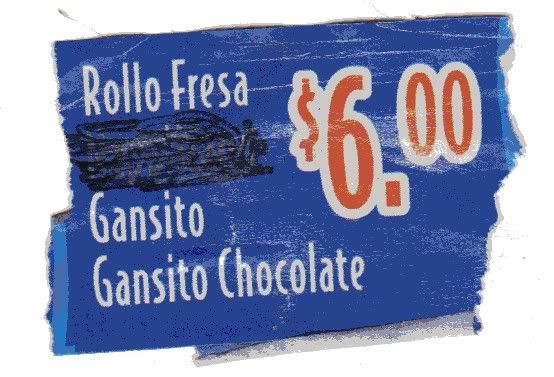 Rollo Fresa
$6.00
Gansito
Gansito Chocolate